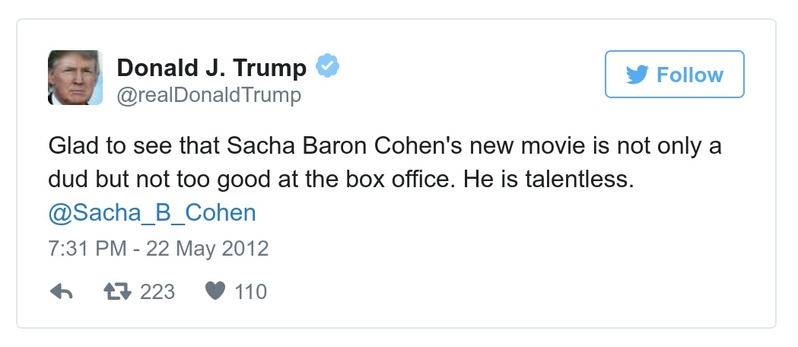 Donald J. Trump
@realDonaldTrump
Follow
Glad to see that Sacha Baron Cohen's new movie is not only a
dud but not too good at the box office. He is talentless.
@Sacha_B_Cohen
7:31 PM - 22 May 2012
223 110